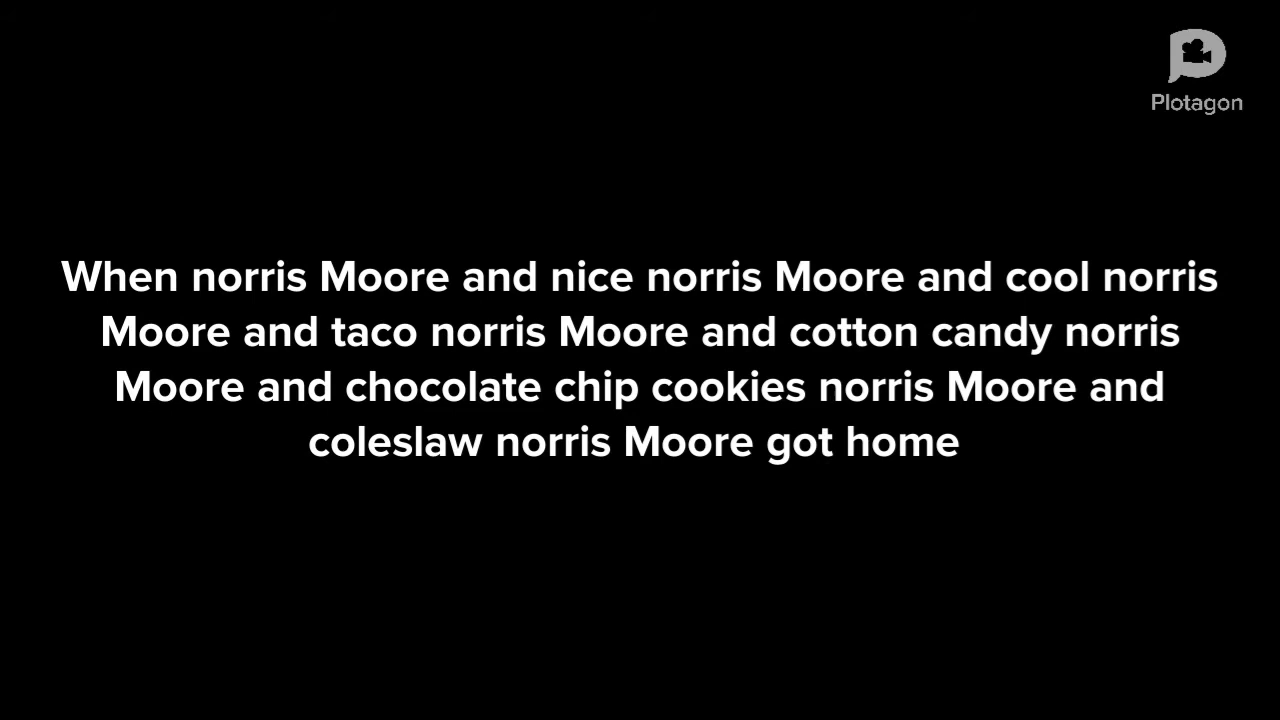 Plotagon
When norris Moore and nice norris Moore and cool norris
Moore and taco norris Moore and cotton candy norris
Moore and chocolate chip cookies norris Moore and
coleslaw norris Moore got home